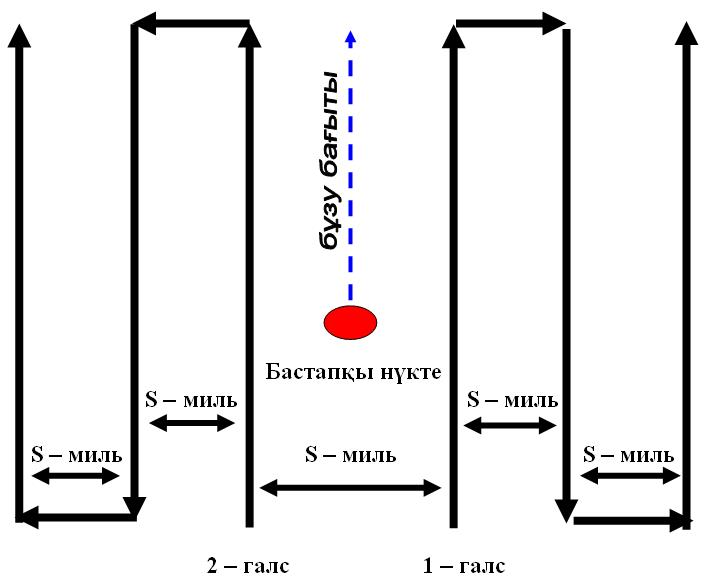 бұзу бағыты
Бастапқы нүкте
S – миль
S – миль
S – миль
S – миль
S – миль
2 – галс
1 – галс